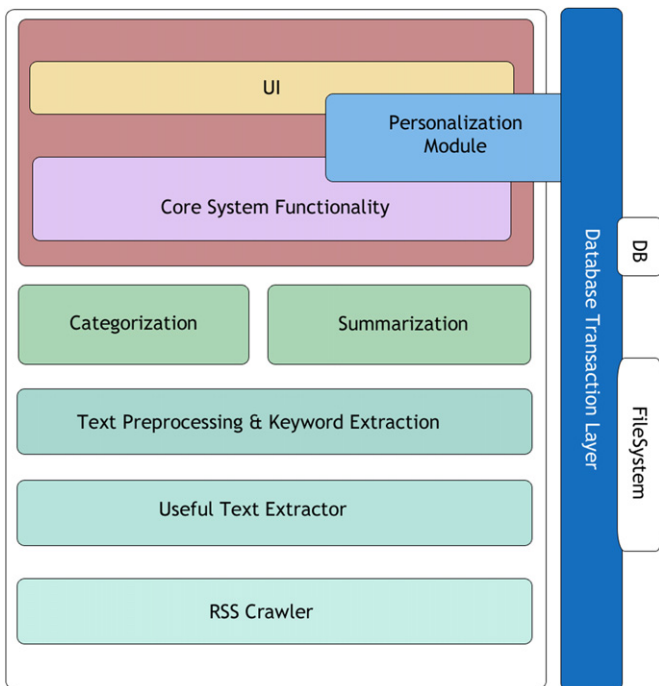 UI
Personalization
Module
Core System Functionality
Categorization
Summarization
Text Preprocessing & Keyword Extraction
Useful Text Extractor
RSS Crawler
Database Transaction Layer
DB
FileSystem